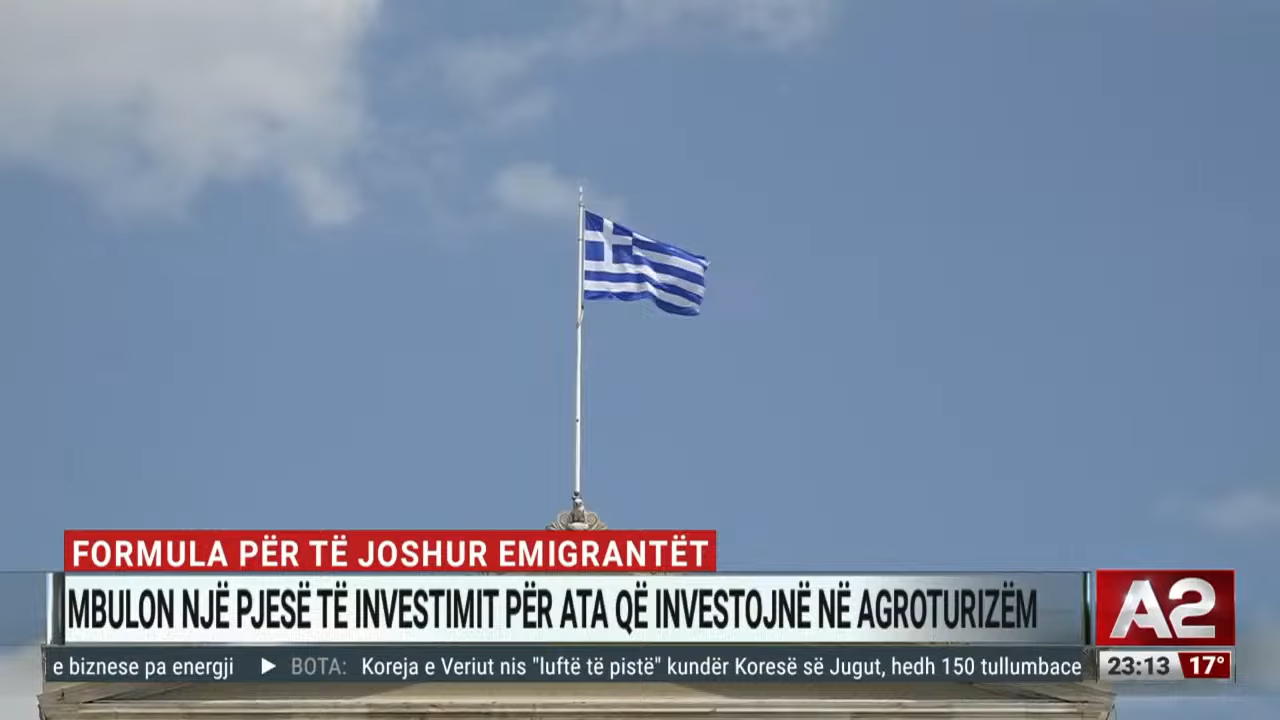 FORMULA PËR TË JOSHUR EMIGRANTËT
MBULON NJË PJESË TË INVESTIMIT PËR ATA QË INVESTOJNË NË AGROTURIZËM
A2
e biznese pa energji ▶ BOTA: Koreja e Veriut nis "luftë të pistë" kundër Koresë së Jugut, hedh 150 tullumbace
23:13 17°